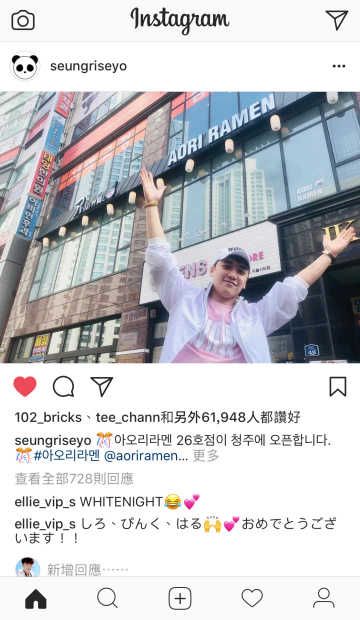 Instagram
seungriseyo
AORI RAMEN
AORI
RAMEN
102_bricks、tee_chann和另外61,948人都讚好
seungriseyo 🎊아오리라멘 26호점이 청주에 오픈합니다.
🎊#아오리라멘 @aoriramen... 更多
查看全部728則回應
ellie_vip_s WHITENIGHT😂💕
ellie_vip_s しろ、ぴんく、はる🙌💕おめでとうござ
います！！
新增回應⋯⋯